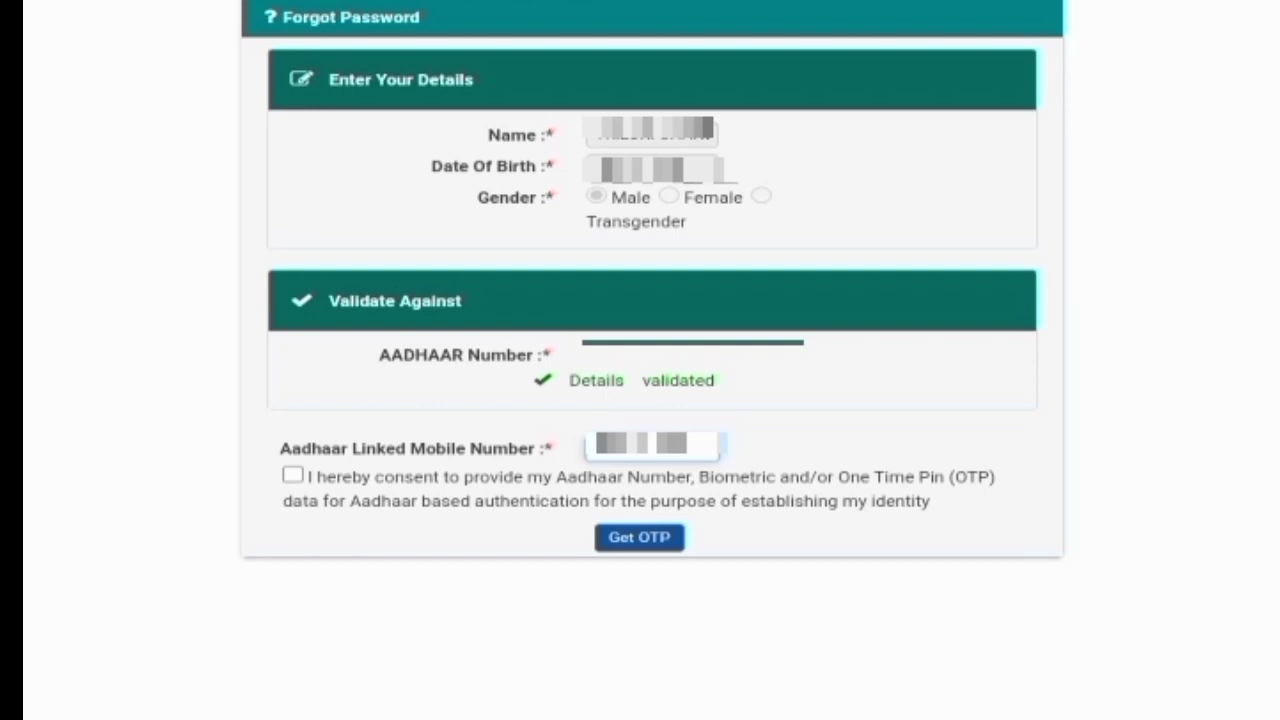 ? Forgot Password
Enter Your Details
Name :*
Date Of Birth :*
Gender :* Male Female
Transgender
Validate Against
AADHAAR Number :*
Details validated
Aadhaar Linked Mobile Number :*
I hereby consent to provide my Aadhaar Number, Biometric and/or One Time Pin (OTP)
data for Aadhaar based authentication for the purpose of establishing my identity
Get OTP